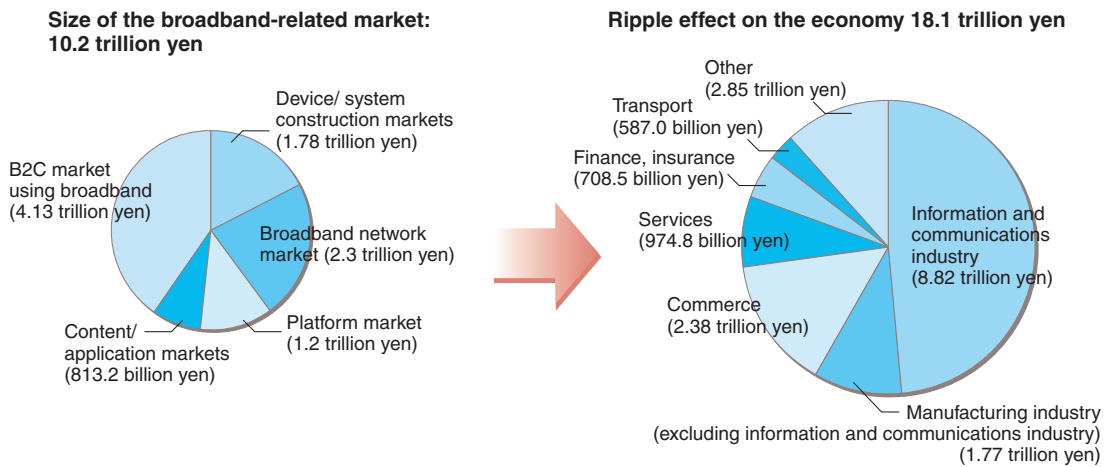 Size of the broadband-related market:
10.2 trillion yen
Device/ system
construction markets
(1.78 trillion yen)
B2C market
using broadband
(4.13 trillion yen)
Broadband network
market (2.3 trillion yen)
Platform market
(1.2 trillion yen)
Content/
application markets
(813.2 billion yen)
Ripple effect on the economy 18.1 trillion yen
Other
(2.85 trillion yen)
Transport
(587.0 billion yen)
Finance, insurance
(708.5 billion yen)
Services
(974.8 billion yen)
Information and
communications
industry
(8.82 trillion yen)
Commerce
(2.38 trillion yen)
Manufacturing industry
(excluding information and communications industry)
(1.77 trillion yen)